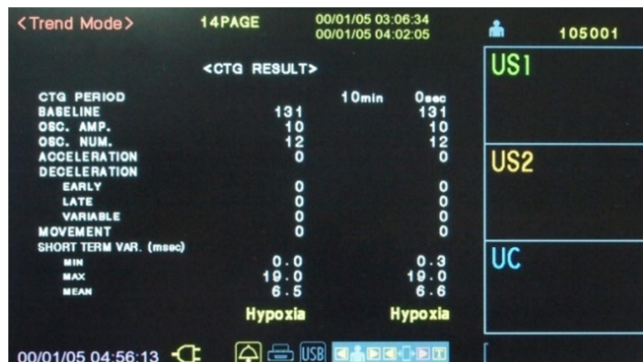 <Trend Mode> 14PAGE 00/01/05 03:06:34
00/01/05 04:02:05
105001
<CTG RESULT>
US1
CTG PERIOD 10min 0sec
BASELINE 131 131
OSC. AMP. 10 10
OSC. NUM. 12 12
ACCELERATION 0 0
DECELERATION
US2
EARLY 0 0
LATE 0 0
VARIABLE 0 0
MOVEMENT 0 0
SHORT TERM VAR. (msec)
UC
MIN 0.0 0.3
MAX 19.0 19.0
MEAN 6.5 6.6
Hypoxia Hypoxia
00/01/05 04:56:13 USB